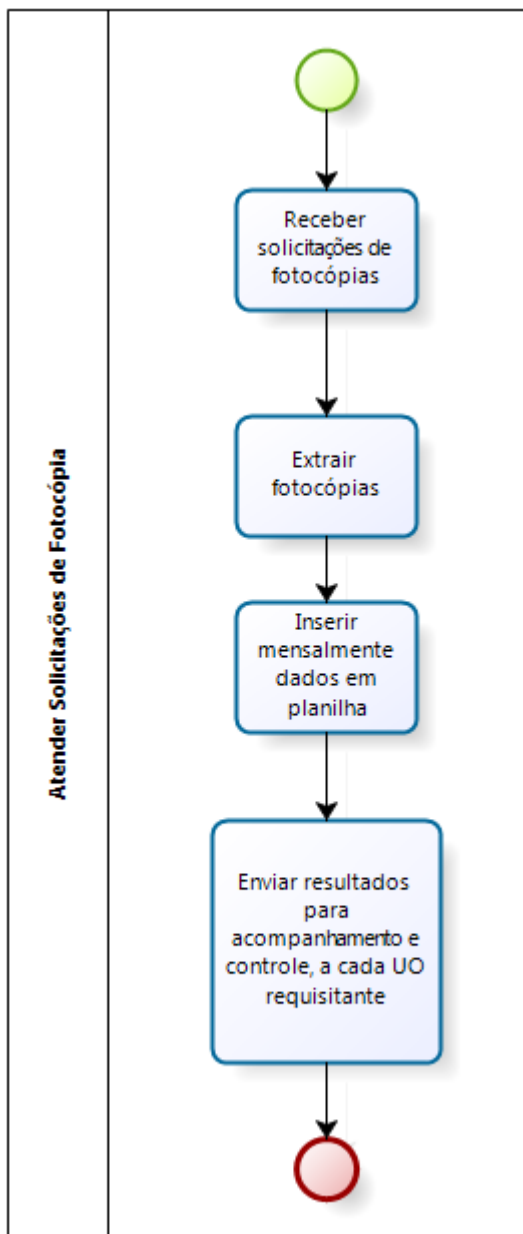 Atender Solicitações de Fotocópia
Receber
solicitações de
fotocópias
Extrair
fotocópias
Inserir
mensalmente
dados em
planilha
Enviar resultados
para
acompanhamento e
controle, a cada UO
requisitante